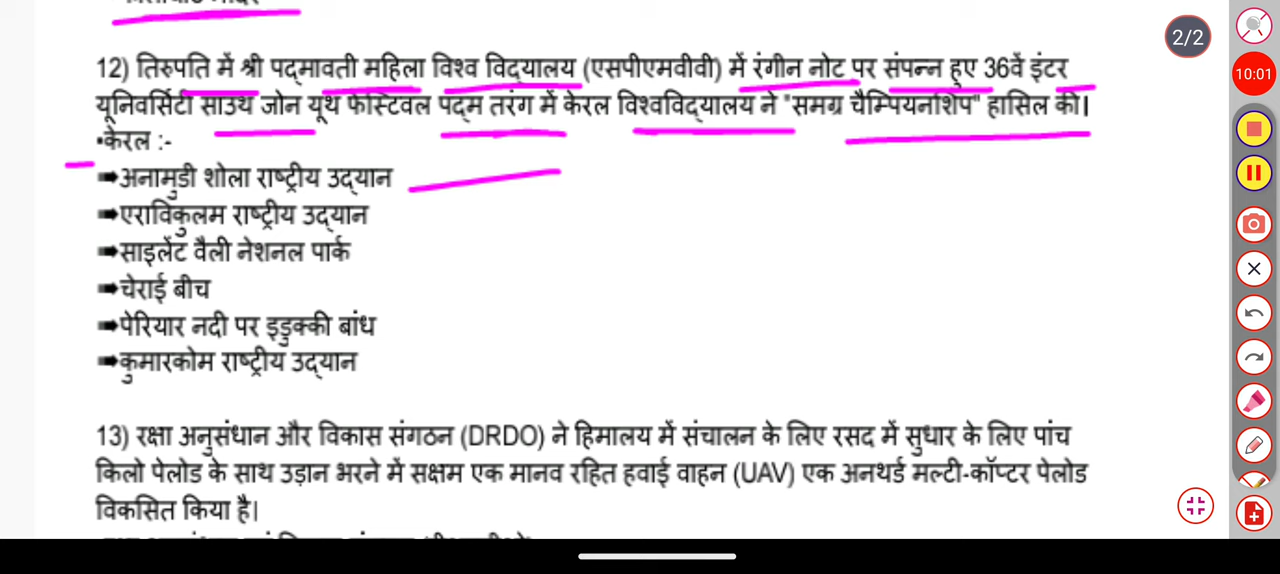 2/2
12) तिरुपति में श्री पद्मावती महिला विश्व विद्यालय (एसपीएमवीवी) में रंगीन नोट पर संपन्न हुए 36वें इंटर
10:01
यूनिवर्सिटी साउथ जोन यूथ फेस्टिवल पद्म तरंग में केरल विश्वविद्यालय ने "समग्र चैम्पियनशिप" हासिल की।
•केरल :-
➡अनामुडी शोला राष्ट्रीय उद्यान
➡एराविकुलम राष्ट्रीय उद्यान
➡साइलेंट वैली नेशनल पार्क
➡चेराई बीच
➡पेरियार नदी पर इडुक्की बांध
➡कुमारकोम राष्ट्रीय उद्यान
13) रक्षा अनुसंधान और विकास संगठन (DRDO) ने हिमालय में संचालन के लिए रसद में सुधार के लिए पांच
किलो पेलोड के साथ उड़ान भरने में सक्षम एक मानव रहित हवाई वाहन (UAV) एक अनथर्ड मल्टी-कॉप्टर पेलोड
विकसित किया है।